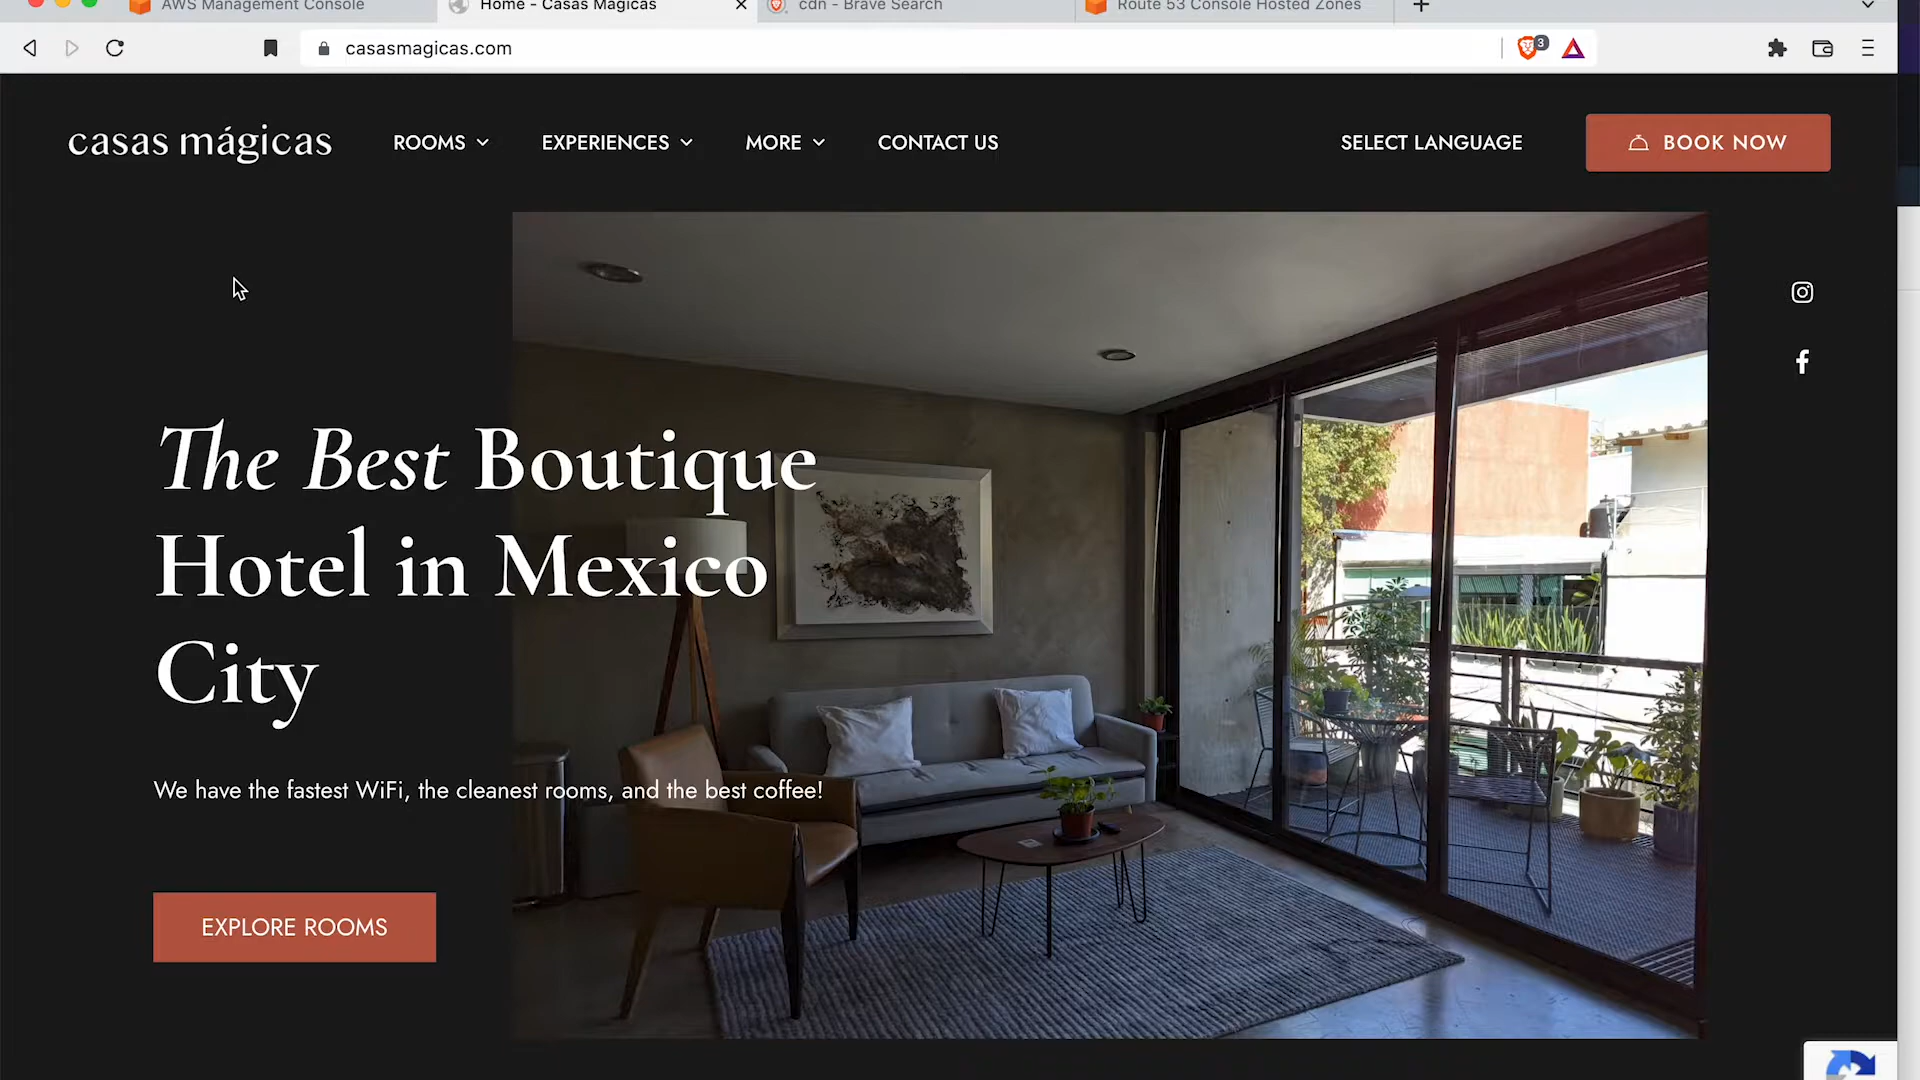 AWS Management Console
Home - Casas Mágicas
cdn - Brave Search
Route 53 Console Hosted Zones
casasmagicas.com
3
casas mágicas
ROOMS
EXPERIENCES
MORE
CONTACT US
SELECT LANGUAGE
BOOK NOW
The Best Boutique
Hotel in Mexico
City
We have the fastest WiFi, the cleanest rooms, and the best coffee!
EXPLORE ROOMS